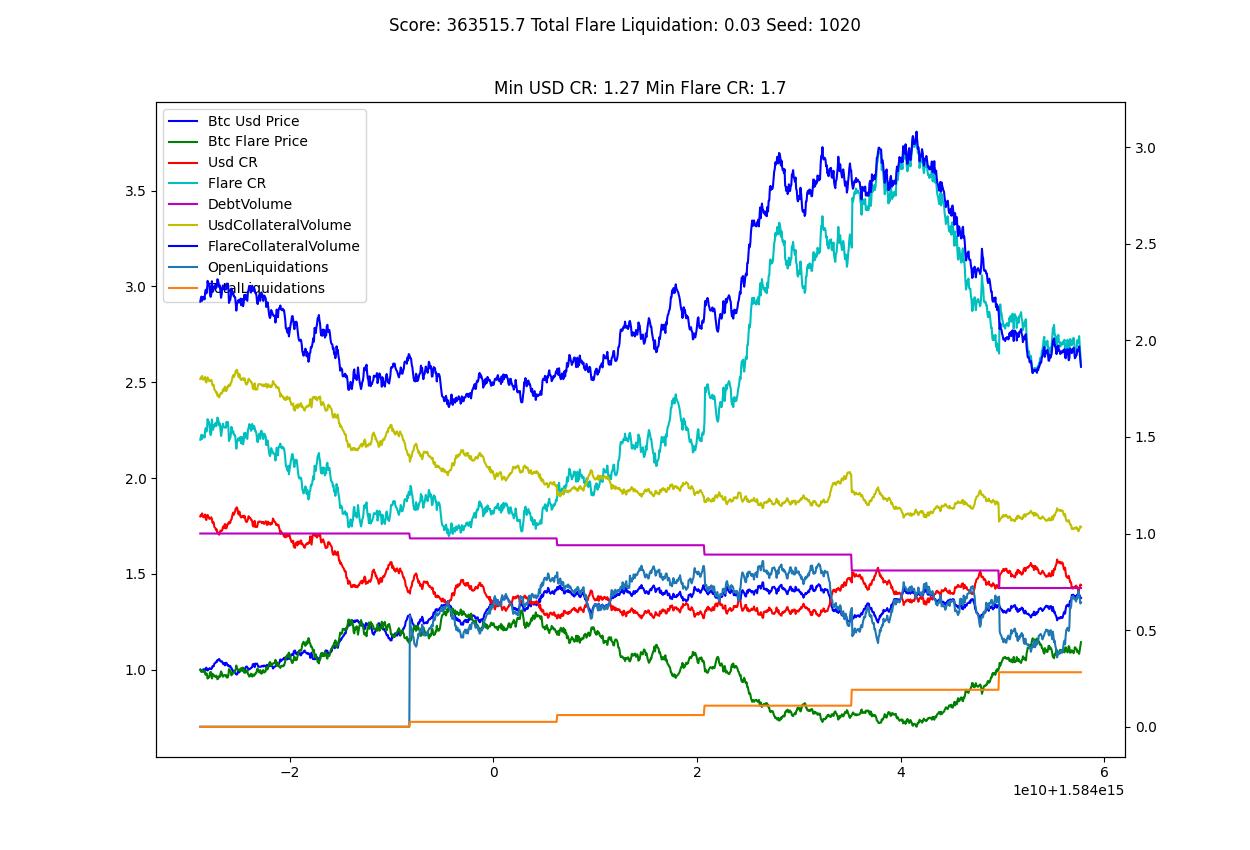 Score: 363515.7 Total Flare Liquidation: 0.03 Seed: 1020
Min USD CR: 1.27 Min Flare CR: 1.7
Btc Usd Price
Btc Flare Price
Usd CR
Flare CR
DebtVolume
UsdCollateralVolume
FlareCollateralVolume
OpenLiquidations
TotalLiquidations
3.5
3.0
2.5
2.0
1.5
1.0
3.0
2.5
2.0
1.5
1.0
0.5
0.0
−2
0
2
4
6
1e10+1.584e15